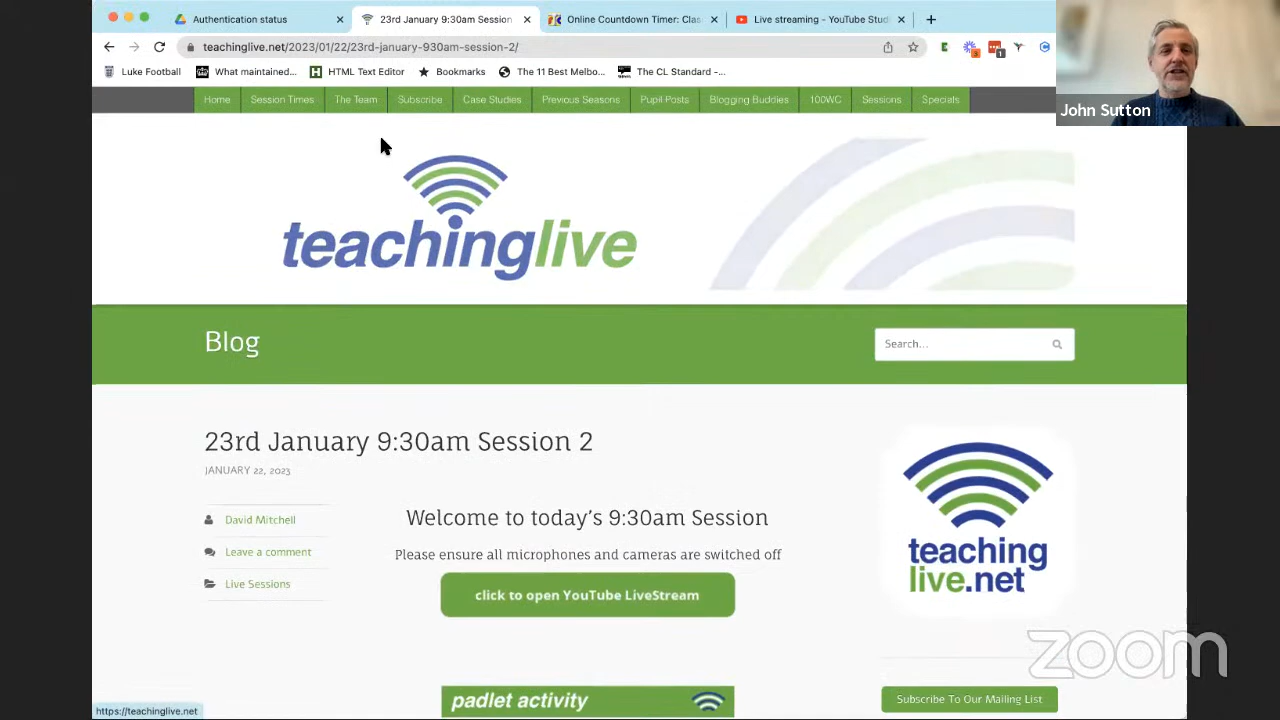 Authentication status
23rd January 9:30am Session
Online Countdown Timer: Clas
Live streaming - YouTube Stud
teachinglive.net/2023/01/22/23rd-january-930am-session-2/
3
1
Luke Football
What maintained...
HTML Text Editor
Bookmarks
The 11 Best Melbo...
The CL Standard -...
Home
Session Times
The Team
Subscribe
Case Studies
Previous Seasons
Pupil Posts
Blogging Buddies
100WC
Sessions
Specials
John Sutton
teachinglive
Blog
Search...
23rd January 9:30am Session 2
JANUARY 22, 2023
David Mitchell
Leave a comment
Live Sessions
Welcome to today's 9:30am Session
Please ensure all microphones and cameras are switched off
click to open YouTube LiveStream
padlet activity
teaching
live.net
zoom
Subscribe To Our Mailing List
https://teachinglive.net